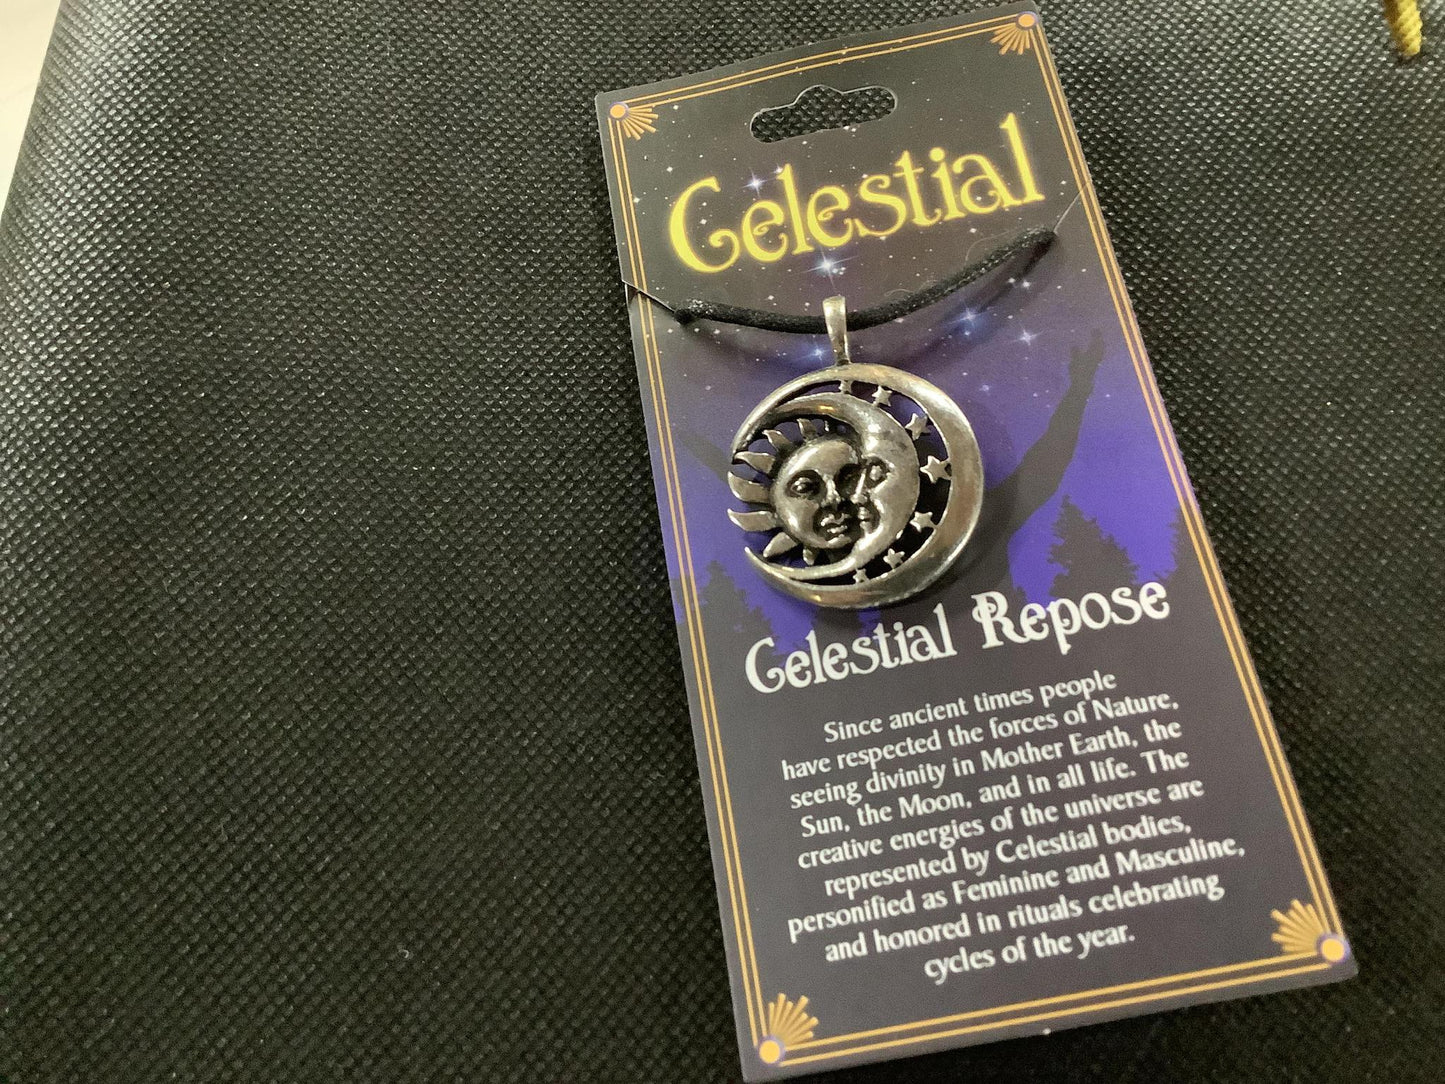 Celestial
Celestial Repose
Since ancient times people
have respected the forces of Nature,
seeing divinity in Mother Earth, the
Sun, the Moon, and in all life. The
creative energies of the universe are
represented by Celestial bodies,
personified as Feminine and Masculine,
and honored in rituals celebrating
cycles of the year.